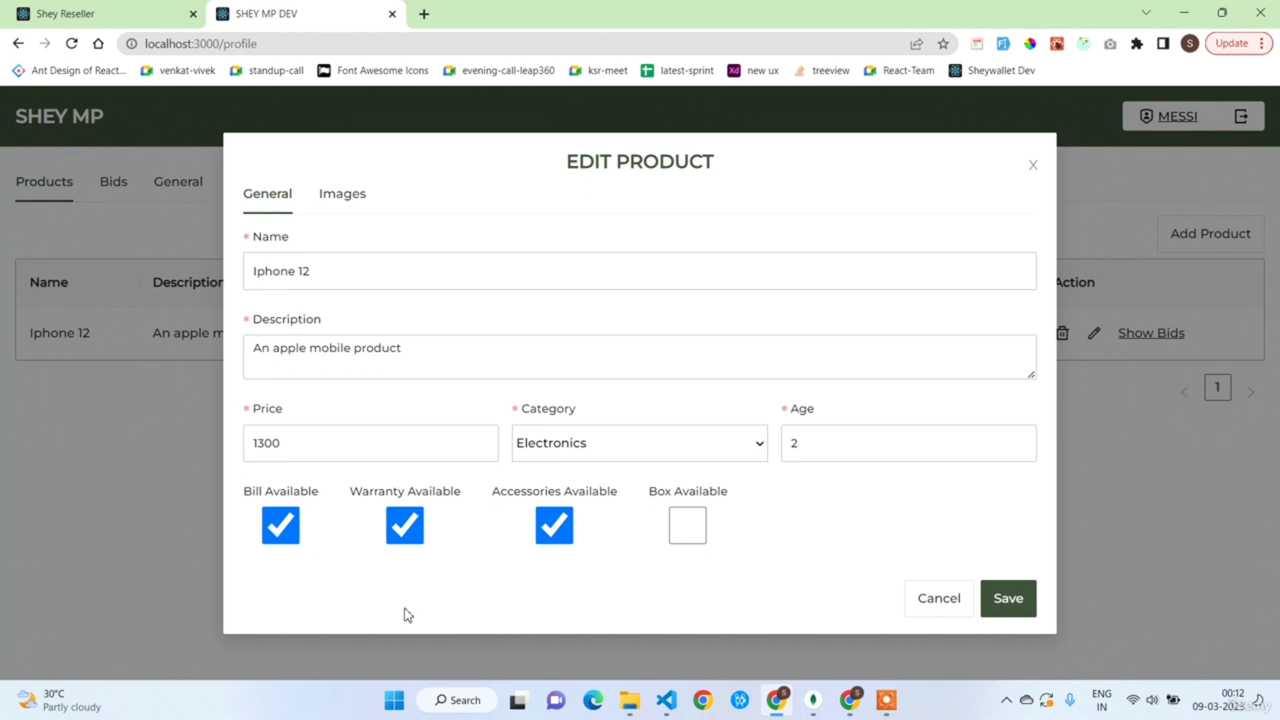 Shey Reseller
SHEY MP DEV
localhost:3000/profile
S
Update
Ant Design of React...
venkat-vivek
standup-call
Font Awesome Icons
evening-call-leap360
ksr-meet
latest-sprint
Xd new ux
treeview
React-Team
Sheywallet Dev
SHEY MP
MESSI
Products
Bids
General
Add Product
Name
Description
Action
Iphone 12
An apple m
Show Bids
1
EDIT PRODUCT
X
General
Images
* Name
Iphone 12
* Description
An apple mobile product
* Price
* Category
* Age
1300
Electronics
2
Bill Available
Warranty Available
Accessories Available
Box Available
Cancel
Save
30°C
Partly cloudy
Search
ENG
IN
00:12